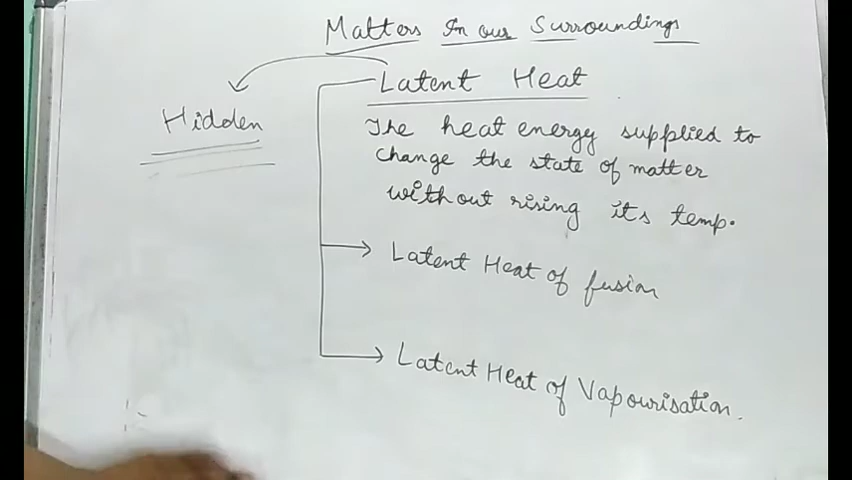 Matters In our Surroundings
Latent Heat
Hidden
The heat energy supplied to
change the state of matter
without rising its temp.
Latent Heat of fusion
Latent Heat of Vapourisation.